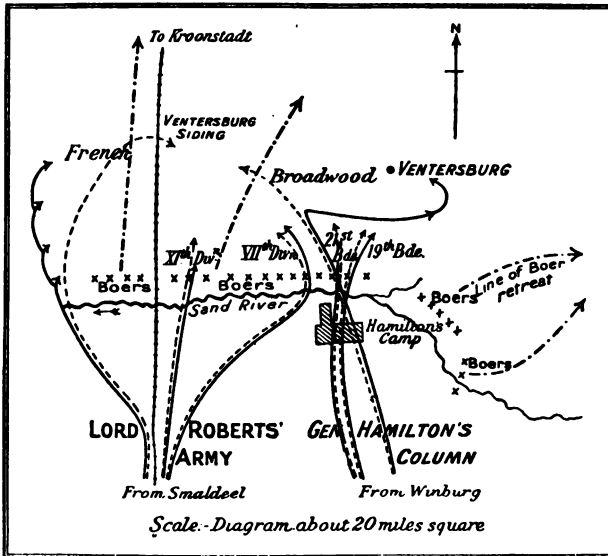 To Kroonstadt
N
VENTERSBURG
SIDING
French
Broadwood
VENTERSBURG
XIth Divn
VIIth Divn
21st
Bde.
19th Bde.
Boers
Boers
Sand River
Boers
Line of Boer
retreat
Hamilton's
Camp
Boers
LORD ROBERTS'
ARMY
GEN. HAMILTON'S
COLUMN
From Smaldeel
From Winburg
Scale:-Diagram about 20 miles square